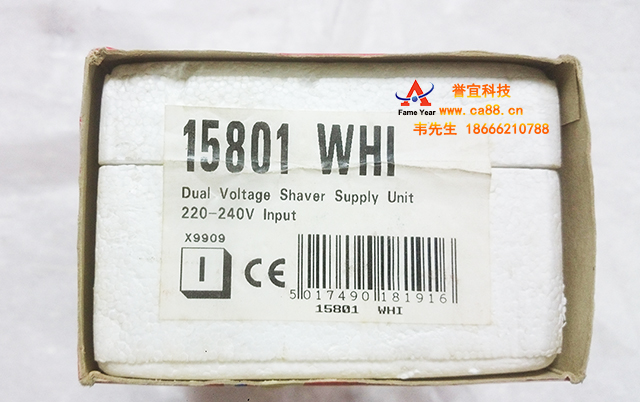 誉宜科技
Fame Year
www.ca88.cn
韦先生 18666210788
15801 WHI
Dual Voltage Shaver Supply Unit
220-240V Input
X9909
I
CE
5 017490 181916
15801 WHI